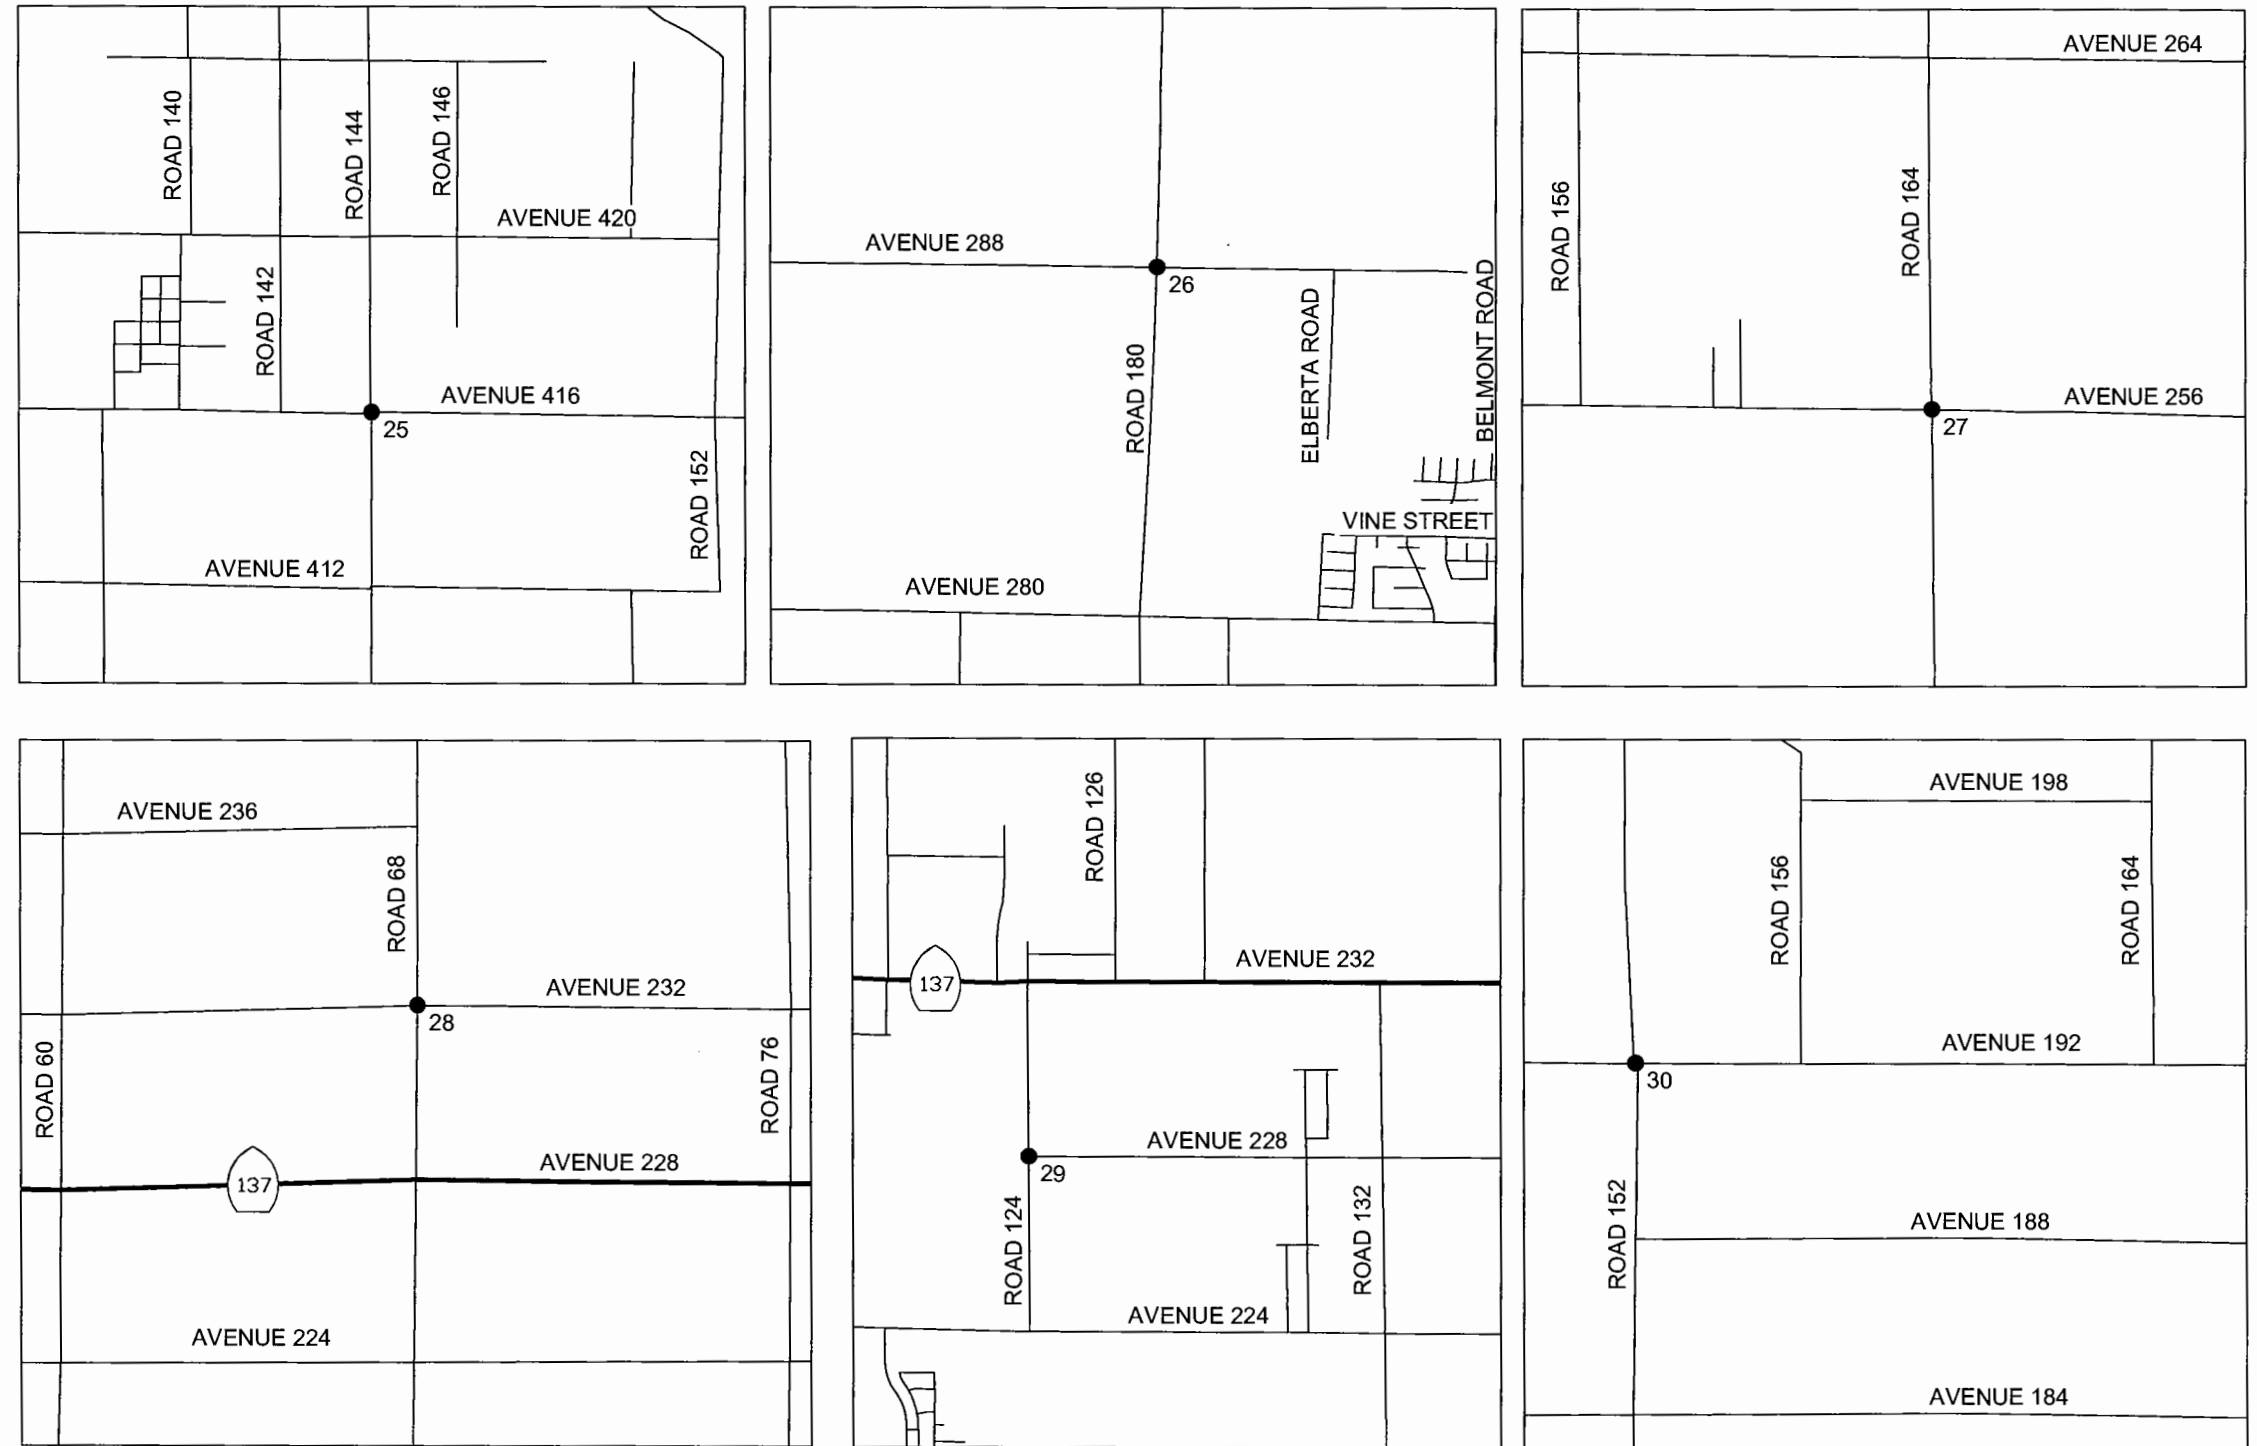 ROAD 140
ROAD 144
ROAD 146
AVENUE 420
ROAD 142
AVENUE 416
25
ROAD 152
AVENUE 412
AVENUE 288
26
ROAD 180
ELBERTA ROAD
BELMONT ROAD
VINE STREET
AVENUE 280
AVENUE 264
ROAD 156
ROAD 164
AVENUE 256
27
AVENUE 236
ROAD 68
AVENUE 232
28
ROAD 60
ROAD 76
AVENUE 228
137
AVENUE 224
ROAD 126
AVENUE 232
137
AVENUE 228
29
ROAD 124
ROAD 132
AVENUE 224
AVENUE 198
ROAD 156
ROAD 164
AVENUE 192
30
ROAD 152
AVENUE 188
AVENUE 184